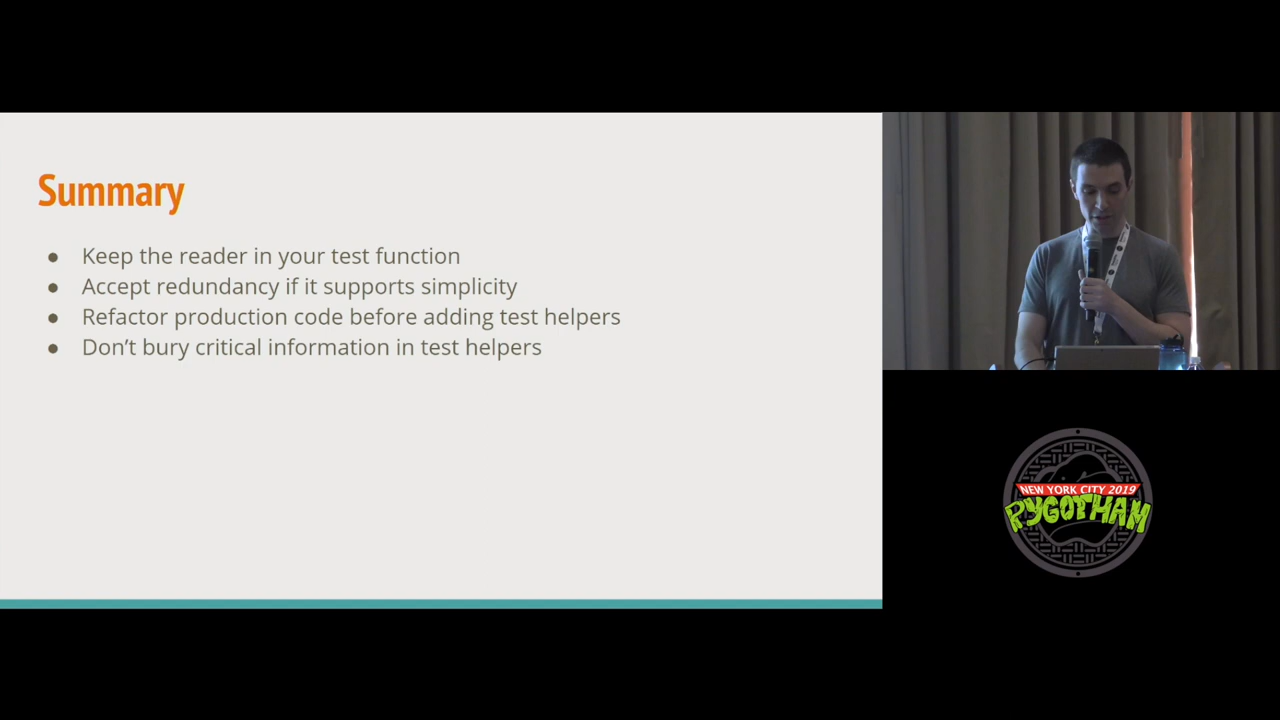 Summary
● Keep the reader in your test function
● Accept redundancy if it supports simplicity
● Refactor production code before adding test helpers
● Don’t bury critical information in test helpers
NEW YORK CITY 2019
PYGOTHAM